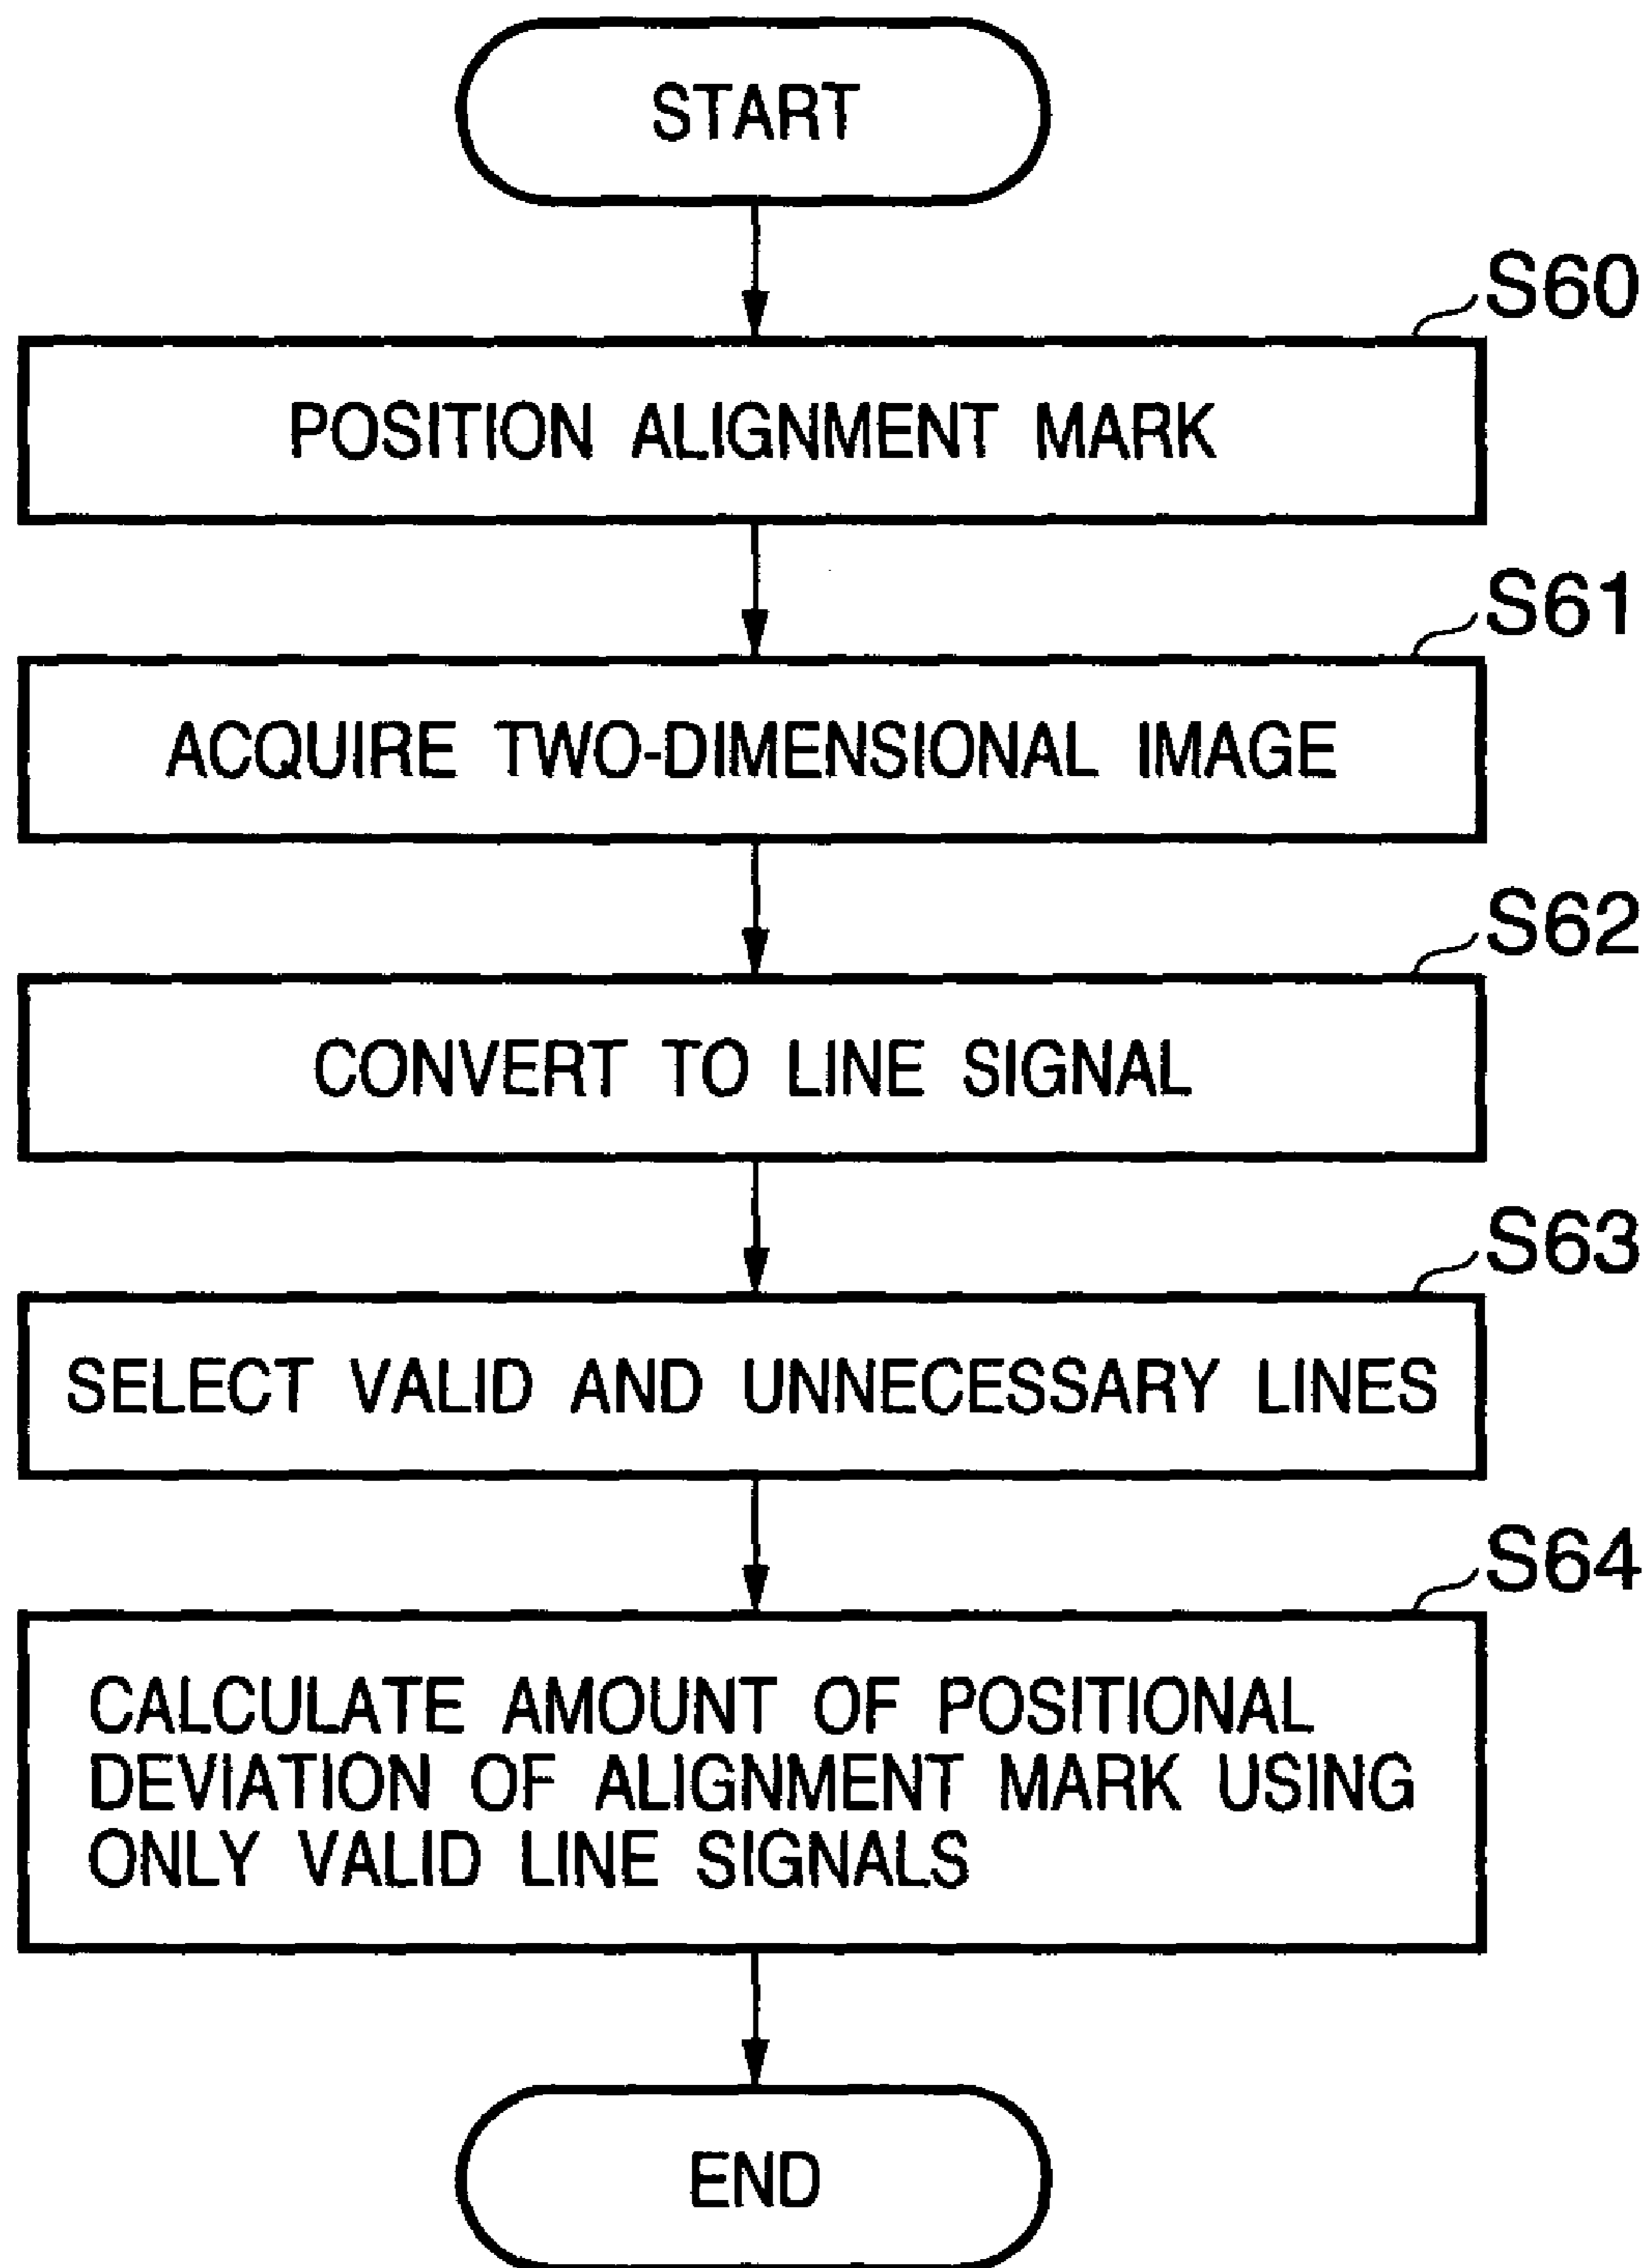 START
S60
POSITION ALIGNMENT MARK
S61
ACQUIRE TWO-DIMENSIONAL IMAGE
S62
CONVERT TO LINE SIGNAL
S63
SELECT VALID AND UNNECESSARY LINES
S64
CALCULATE AMOUNT OF POSITIONAL
DEVIATION OF ALIGNMENT MARK USING
ONLY VALID LINE SIGNALS
END